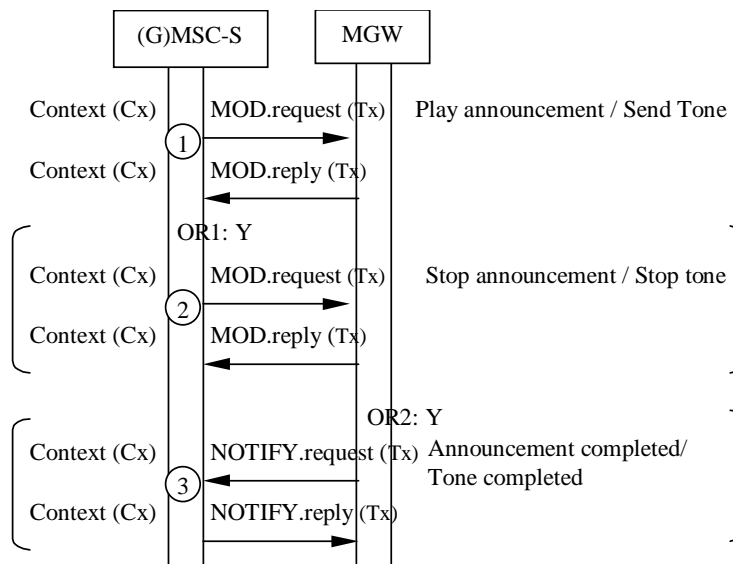 (G)MSC-S MGW
Context (Cx) MOD.request (Tx) Play announcement / Send Tone
1
Context (Cx) MOD.reply (Tx)
OR1: Y
Context (Cx) MOD.request (Tx) Stop announcement / Stop tone
2
Context (Cx) MOD.reply (Tx)
OR2: Y
Context (Cx) NOTIFY.request (Tx) Announcement completed/
Tone completed
3
Context (Cx) NOTIFY.reply (Tx)